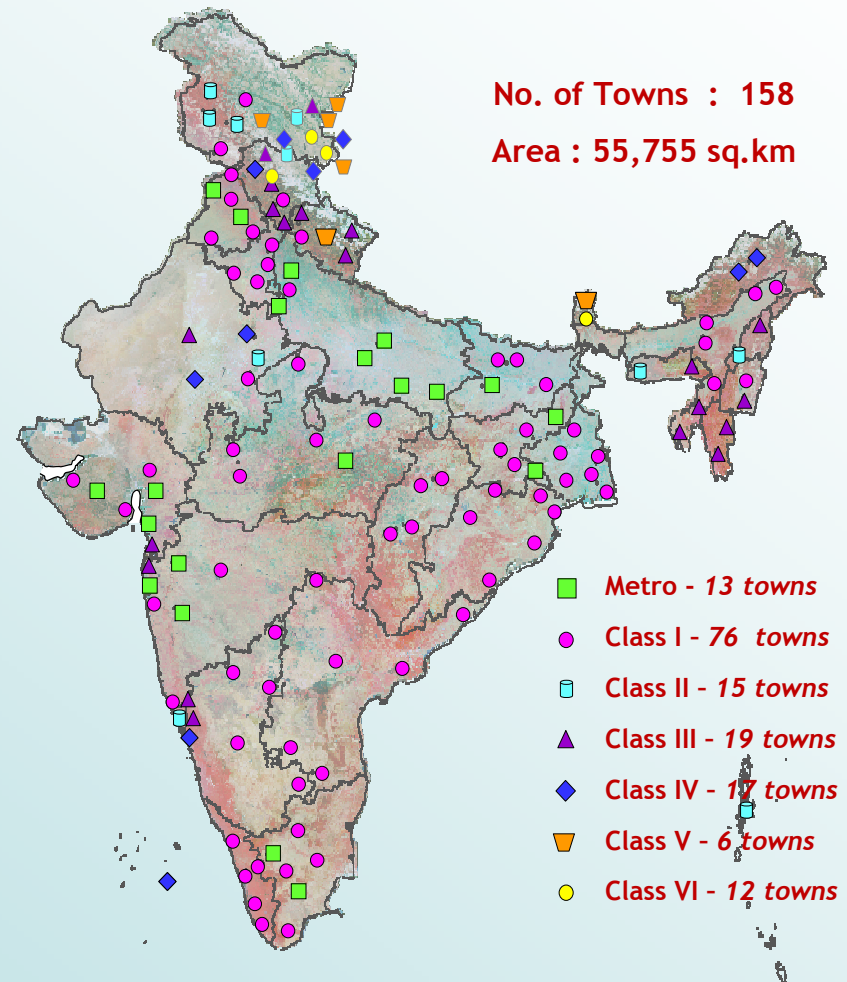 No. of Towns : 158
Area : 55,755 sq.km
Metro - 13 towns
Class I – 76 towns
Class II – 15 towns
Class III – 19 towns
Class IV – 17 towns
Class V – 6 towns
Class VI – 12 towns